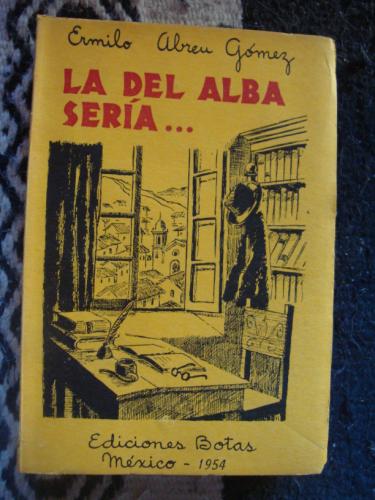 Ermilo Abreu Gómez
LA DEL ALBA
SERÍA...
Ediciones Botas
México - 1954